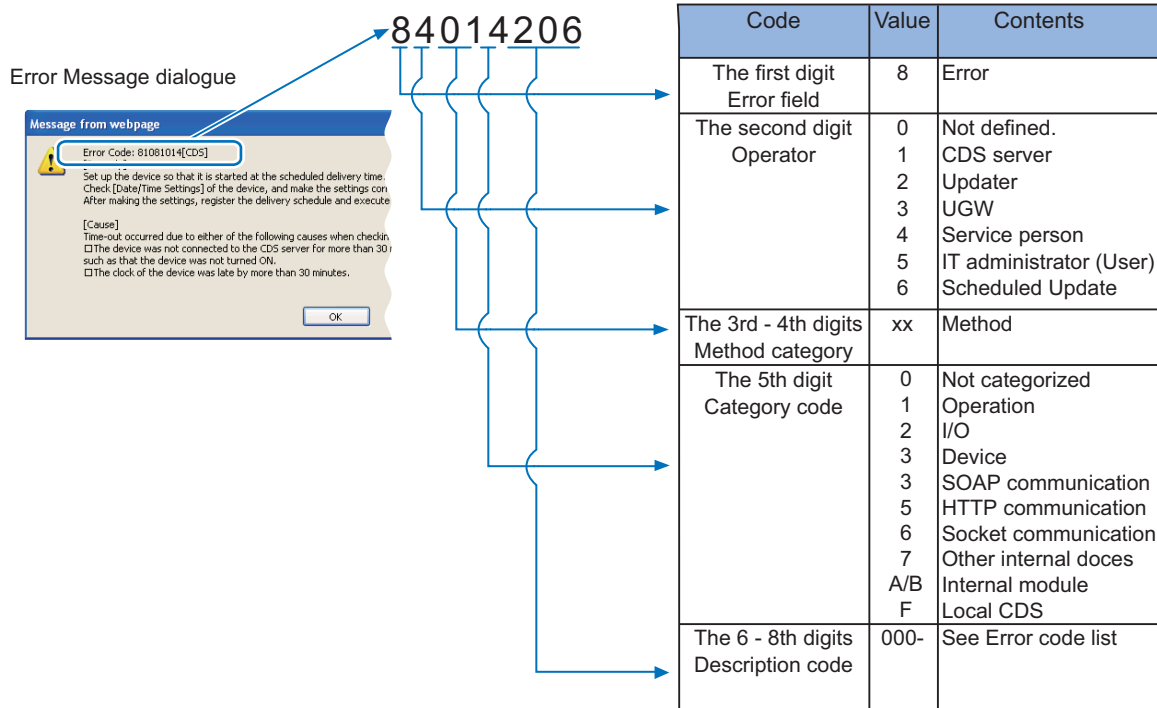 84014206
Error Message dialogue
Message from webpage
Error Code: 81081014[CDS]
Set up the device so that it is started at the scheduled delivery time.
Check [Date/Time Settings] of the device, and make the settings con
After making the settings, register the delivery schedule and execute
[Cause]
Time-out occurred due to either of the following causes when checkin
□The device was not connected to the CDS server for more than 30
such as that the device was not turned ON.
□The clock of the device was late by more than 30 minutes.
OK
Code Value Contents
The first digit 8 Error
Error field
The second digit 0 Not defined.
Operator 1 CDS server
2 Updater
3 UGW
4 Service person
5 IT administrator (User)
6 Scheduled Update
The 3rd - 4th digits xx Method
Method category
The 5th digit 0 Not categorized
Category code 1 Operation
2 I/O
3 Device
3 SOAP communication
5 HTTP communication
6 Socket communication
7 Other internal doces
A/B Internal module
F Local CDS
The 6 - 8th digits 000- See Error code list
Description code